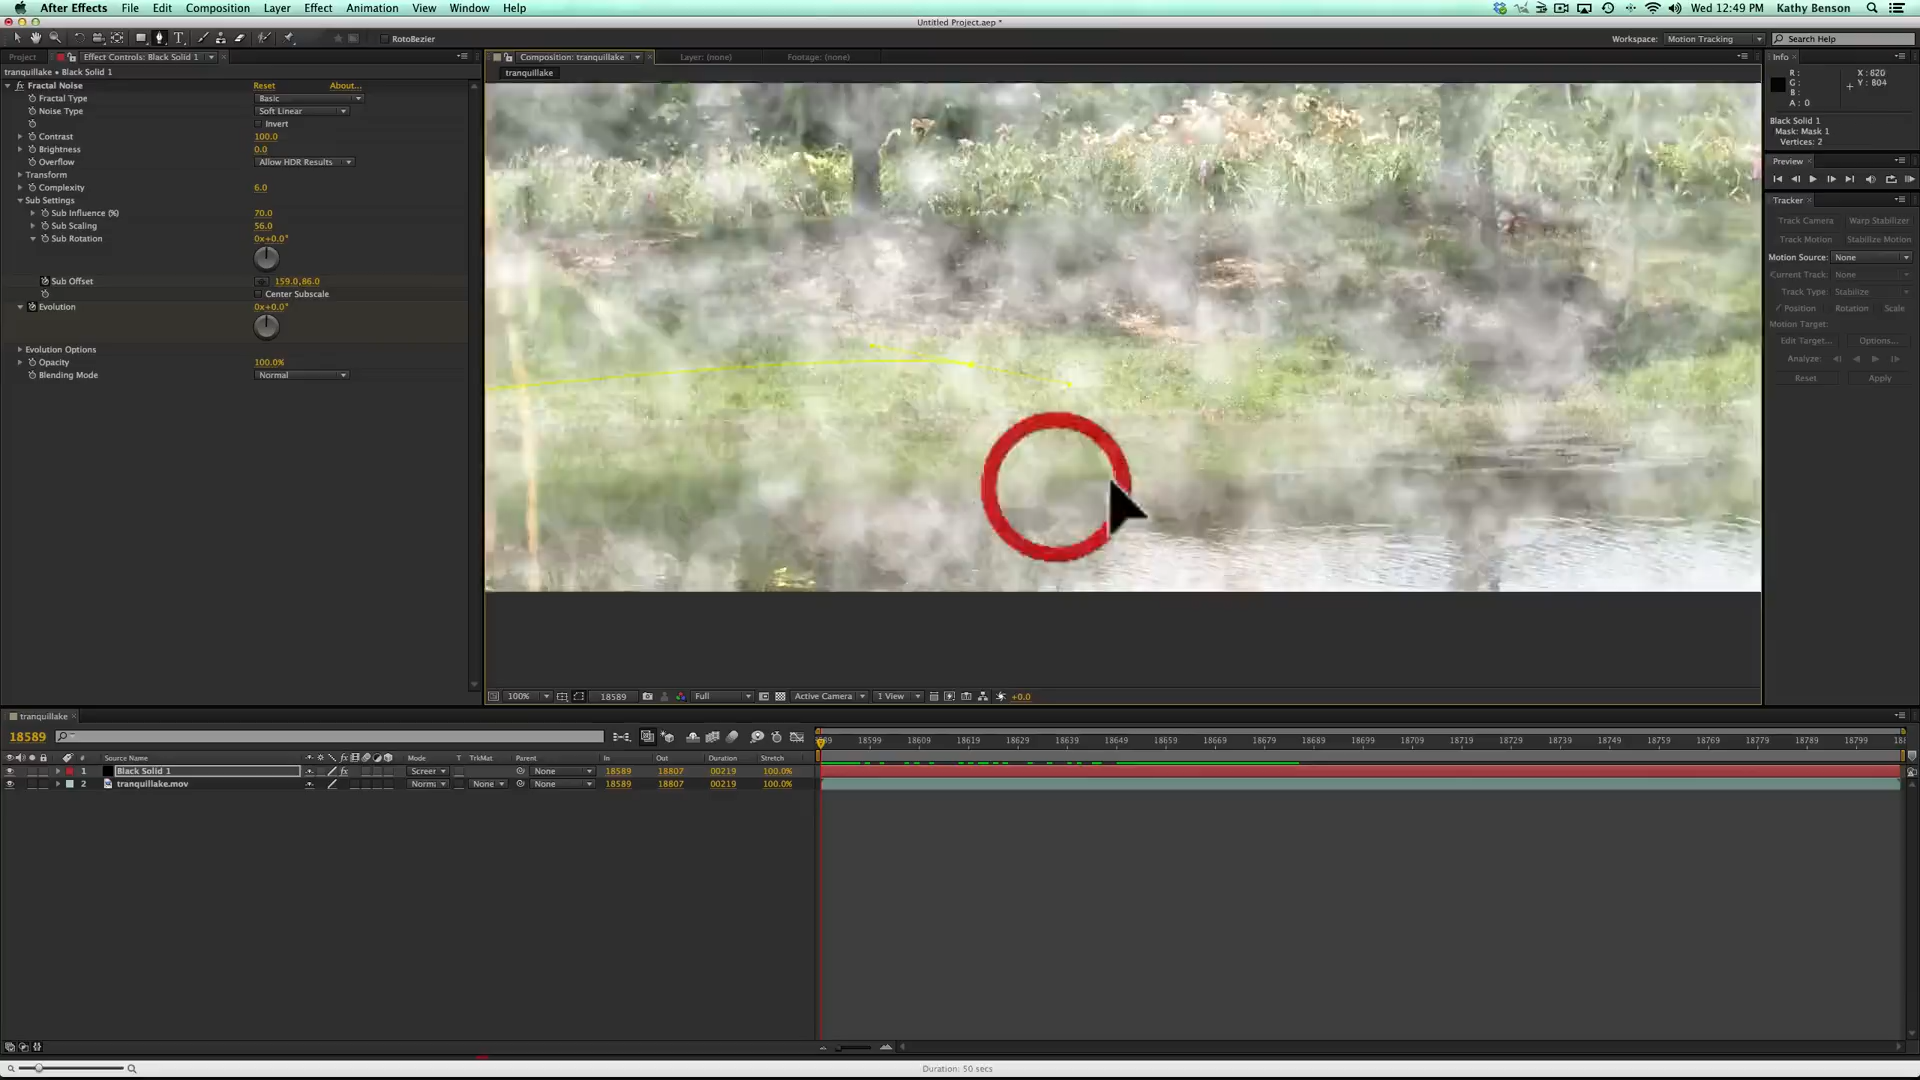 After Effects File Edit Composition Layer Effect Animation View Window Help Wed 12:49 PM Kathy Benson
Untitled Project.aep *
RotoBezier Workspace: Motion Tracking Search Help
Project Effect Controls: Black Solid 1
tranquillake • Black Solid 1
fx Fractal Noise Reset About...
Fractal Type Basic
Noise Type Soft Linear
Invert
Contrast 100.0
Brightness 0.0
Overflow Allow HDR Results
Transform
Complexity 6.0
Sub Settings
Sub Influence (%) 70.0
Sub Scaling 56.0
Sub Rotation 0x+0.0°
Sub Offset 159.0,86.0
Center Subscale
Evolution 0x+0.0°
Evolution Options
Opacity 100.0%
Blending Mode Normal
Composition: tranquillake Layer: (none) Footage: (none)
tranquillake
100% 18589 Full Active Camera 1 View +0.0
Info
R : X : 820
G : Y : 804
B :
A : 0
Black Solid 1
Mask: Mask 1
Vertices: 2
Preview
Tracker
Track Camera Warp Stabilizer
Track Motion Stabilize Motion
Motion Source: None
Current Track: None
Track Type: Stabilize
Position Rotation Scale
Motion Target:
Edit Target... Options...
Analyze:
Reset Apply
tranquillake
18589
# Source Name fx Mode T TrkMat Parent In Out Duration Stretch
1 Black Solid 1 fx Screen None 18589 18807 00219 100.0%
2 tranquillake.mov Norma None None 18589 18807 00219 100.0%
18599 18609 18619 18629 18639 18649 18659 18669 18679 18689 18699 18709 18719 18729 18739 18749 18759 18769 18779 18789 18799
Duration: 50 secs